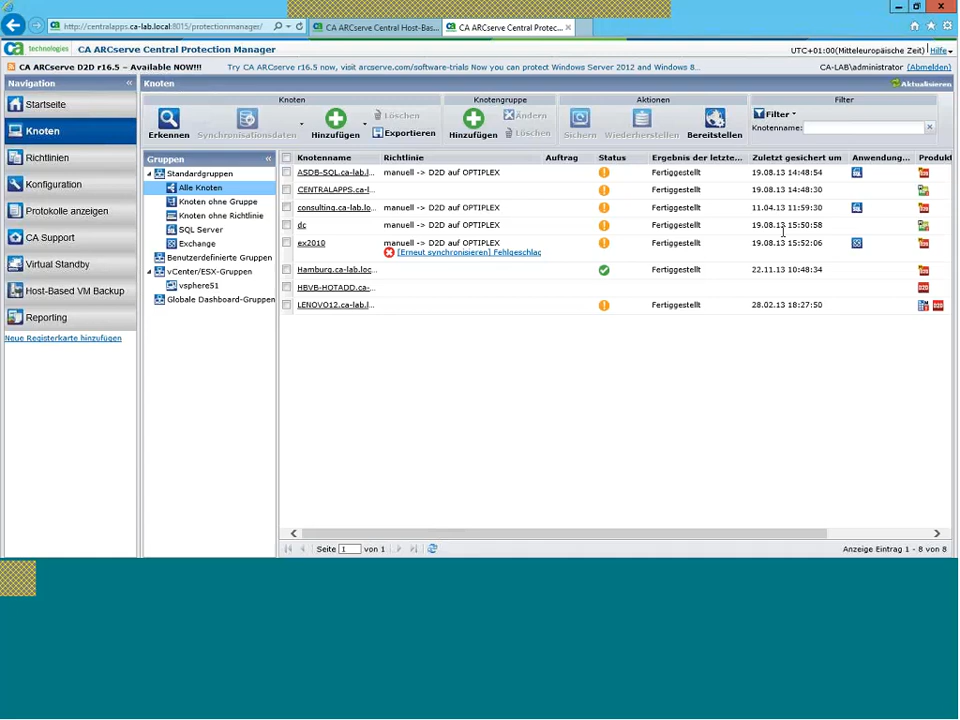 http://centralapps.ca-lab.local:8015/protectionmanager/
CA ARCserve Central Host-Bas...
CA ARCserve Central Protec...
technologies
CA ARCserve Central Protection Manager
UTC+01:00(Mitteleuropäische Zeit)
Hilfe
CA ARCserve D2D r16.5 – Available NOW!!!
Try CA ARCserve r16.5 now, visit arcserve.com/software-trials Now you can protect Windows Server 2012 and Windows 8...
CA-LAB\administrator (Abmelden)
Navigation
Knoten
Aktualisieren
Startseite
Knoten
Richtlinien
Konfiguration
Protokolle anzeigen
CA Support
Virtual Standby
Host-Based VM Backup
Reporting
Neue Registerkarte hinzufügen
Knoten
Erkennen
Synchronisationsdaten
Hinzufügen
Löschen
Exportieren
Knotengruppe
Hinzufügen
Ändern
Löschen
Aktionen
Sichern
Wiederherstellen
Bereitstellen
Filter
Filter
Knotenname:
Gruppen
Standardgruppen
Alle Knoten
Knoten ohne Gruppe
Knoten ohne Richtlinie
SQL Server
Exchange
Benutzerdefinierte Gruppen
vCenter/ESX-Gruppen
vsphere51
Globale Dashboard-Gruppen
Knotenname Richtlinie Auftrag Status Ergebnis der letzte... Zuletzt gesichert um Anwendung... Produkt
ASDB-SQL.ca-lab.l... manuell -> D2D auf OPTIPLEX Fertiggestellt 19.08.13 14:48:54
CENTRALAPPS.ca-l... Fertiggestellt 19.08.13 14:48:30
consulting.ca-lab.lo... manuell -> D2D auf OPTIPLEX Fertiggestellt 11.04.13 11:59:30
dc manuell -> D2D auf OPTIPLEX Fertiggestellt 19.08.13 15:50:58
ex2010 manuell -> D2D auf OPTIPLEX Fertiggestellt 19.08.13 15:52:06
[Erneut synchronisieren] Fehlgeschlac
Hamburg.ca-lab.loc... Fertiggestellt 22.11.13 10:48:34
HBVB-HOTADD.ca-...
LENOVO12.ca-lab.l... Fertiggestellt 28.02.13 18:27:50
Seite 1 von 1
Anzeige Eintrag 1 - 8 von 8